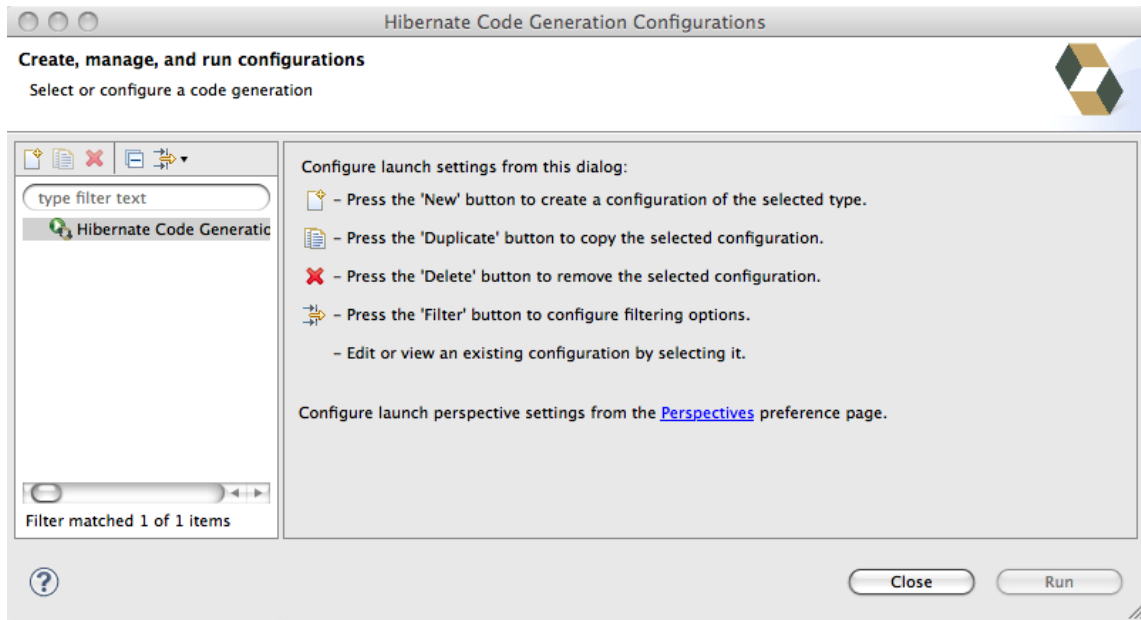 Hibernate Code Generation Configurations
Create, manage, and run configurations
Select or configure a code generation
type filter text
Hibernate Code Generatio
Filter matched 1 of 1 items
Configure launch settings from this dialog:
– Press the 'New' button to create a configuration of the selected type.
– Press the 'Duplicate' button to copy the selected configuration.
– Press the 'Delete' button to remove the selected configuration.
– Press the 'Filter' button to configure filtering options.
– Edit or view an existing configuration by selecting it.
Configure launch perspective settings from the Perspectives preference page.
?
Close
Run